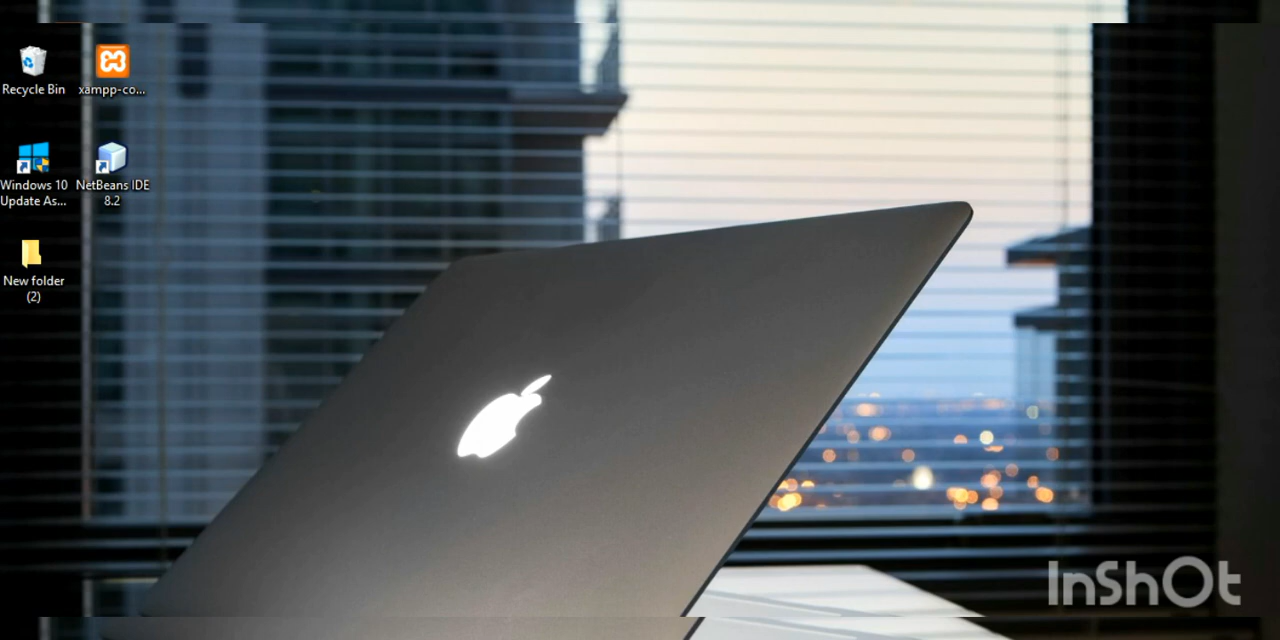 Recycle Bin
xampp-co...
Windows 10
Update As...
NetBeans IDE
8.2
New folder
(2)
InShOt